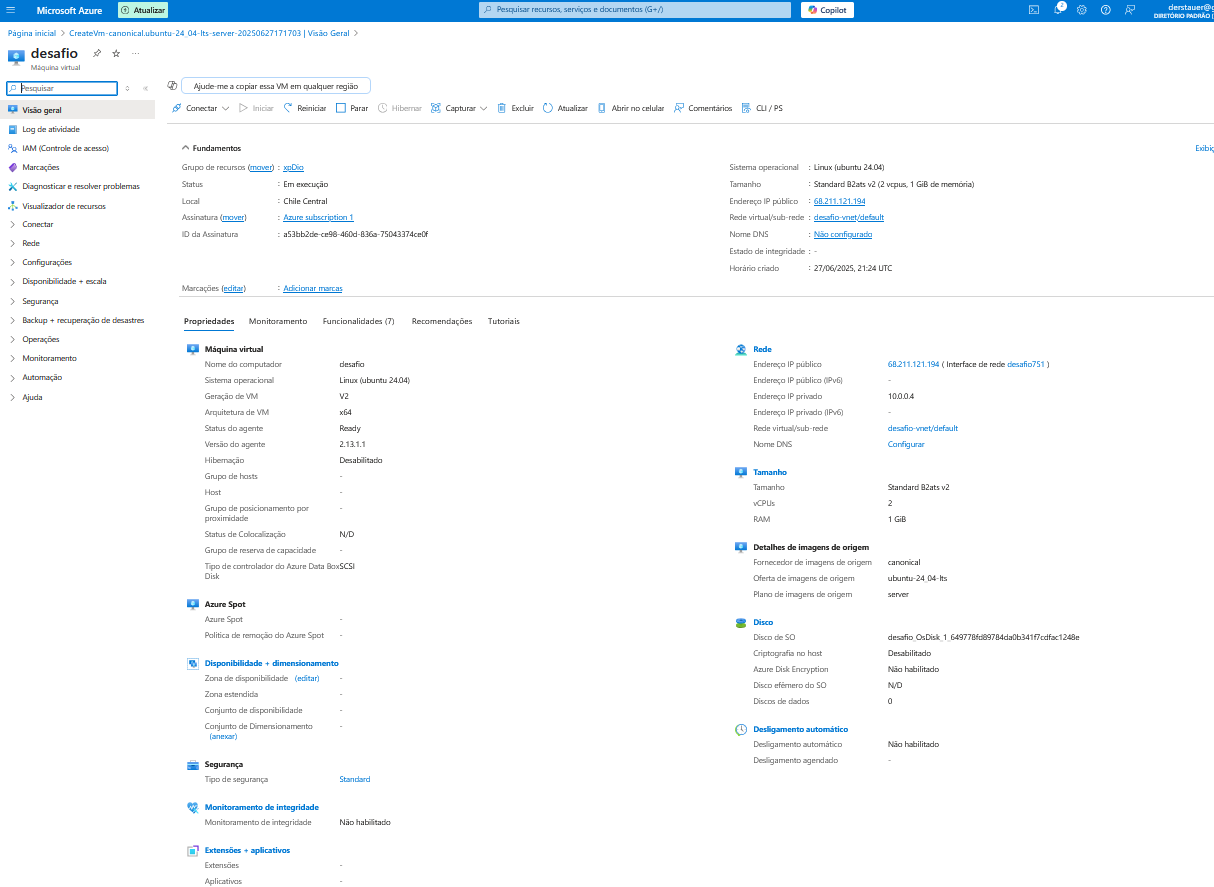 Microsoft Azure
Atualizar
Pesquisar recursos, serviços e documentos (G+/)
Copilot
2
derstauer@g
DIRETÓRIO PADRÃO (
Página inicial > CreateVm-canonical.ubuntu-24_04-lts-server-20250627171703 | Visão Geral >
desafio
Máquina virtual
Pesquisar
Visão geral
Log de atividade
IAM (Controle de acesso)
Marcações
Diagnosticar e resolver problemas
Visualizador de recursos
Conectar
Rede
Configurações
Disponibilidade + escala
Segurança
Backup + recuperação de desastres
Operações
Monitoramento
Automação
Ajuda
Ajude-me a copiar essa VM em qualquer região
Conectar Iniciar Reiniciar Parar Hibernar Capturar Excluir Atualizar Abrir no celular Comentários CLI / PS
Fundamentos
Exibiç
Grupo de recursos (mover) : xpDio
Status : Em execução
Local : Chile Central
Assinatura (mover) : Azure subscription 1
ID da Assinatura : a53bb2de-ce98-460d-836a-75043374ce0f
Sistema operacional : Linux (ubuntu 24.04)
Tamanho : Standard B2ats v2 (2 vcpus, 1 GiB de memória)
Endereço IP público : 68.211.121.194
Rede virtual/sub-rede : desafio-vnet/default
Nome DNS : Não configurado
Estado de integridade : -
Horário criado : 27/06/2025, 21:24 UTC
Marcações (editar) : Adicionar marcas
Propriedades Monitoramento Funcionalidades (7) Recomendações Tutoriais
Máquina virtual
Nome do computador desafio
Sistema operacional Linux (ubuntu 24.04)
Geração de VM V2
Arquitetura de VM x64
Status do agente Ready
Versão do agente 2.13.1.1
Hibernação Desabilitado
Grupo de hosts -
Host -
Grupo de posicionamento por -
proximidade
Status de Colocalização N/D
Grupo de reserva de capacidade -
Tipo de controlador do Azure Data Box SCSI
Disk
Azure Spot
Azure Spot -
Política de remoção do Azure Spot -
Disponibilidade + dimensionamento
Zona de disponibilidade (editar) -
Zona estendida -
Conjunto de disponibilidade -
Conjunto de Dimensionamento -
(anexar)
Segurança
Tipo de segurança Standard
Monitoramento de integridade
Monitoramento de integridade Não habilitado
Extensões + aplicativos
Extensões -
Aplicativos -
Rede
Endereço IP público 68.211.121.194 ( Interface de rede desafio751 )
Endereço IP público (IPv6) -
Endereço IP privado 10.0.0.4
Endereço IP privado (IPv6) -
Rede virtual/sub-rede desafio-vnet/default
Nome DNS Configurar
Tamanho
Tamanho Standard B2ats v2
vCPUs 2
RAM 1 GiB
Detalhes de imagens de origem
Fornecedor de imagens de origem canonical
Oferta de imagens de origem ubuntu-24_04-lts
Plano de imagens de origem server
Disco
Disco de SO desafio_OsDisk_1_649778fd89784da0b341f7cdfac1248e
Criptografia no host Desabilitado
Azure Disk Encryption Não habilitado
Disco efêmero do SO N/D
Discos de dados 0
Desligamento automático
Desligamento automático Não habilitado
Desligamento agendado -